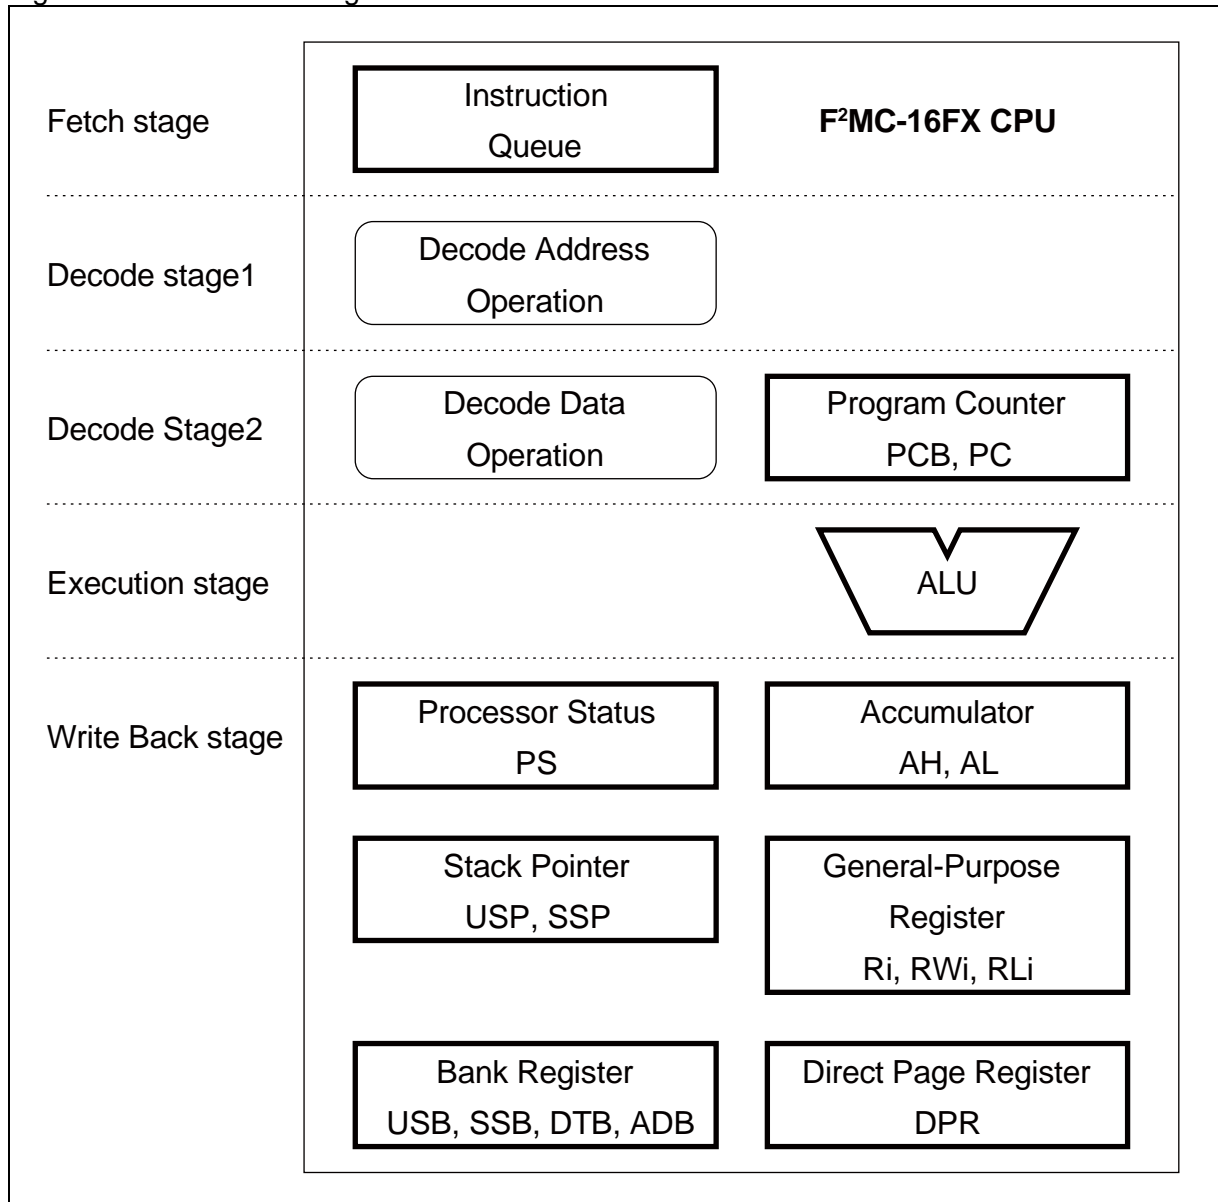 Fetch stage
Instruction
Queue
F²MC-16FX CPU
Decode stage1
Decode Address
Operation
Decode Stage2
Decode Data
Operation
Program Counter
PCB, PC
Execution stage
ALU
Write Back stage
Processor Status
PS
Accumulator
AH, AL
Stack Pointer
USP, SSP
General-Purpose
Register
Ri, RWi, RLi
Bank Register
USB, SSB, DTB, ADB
Direct Page Register
DPR